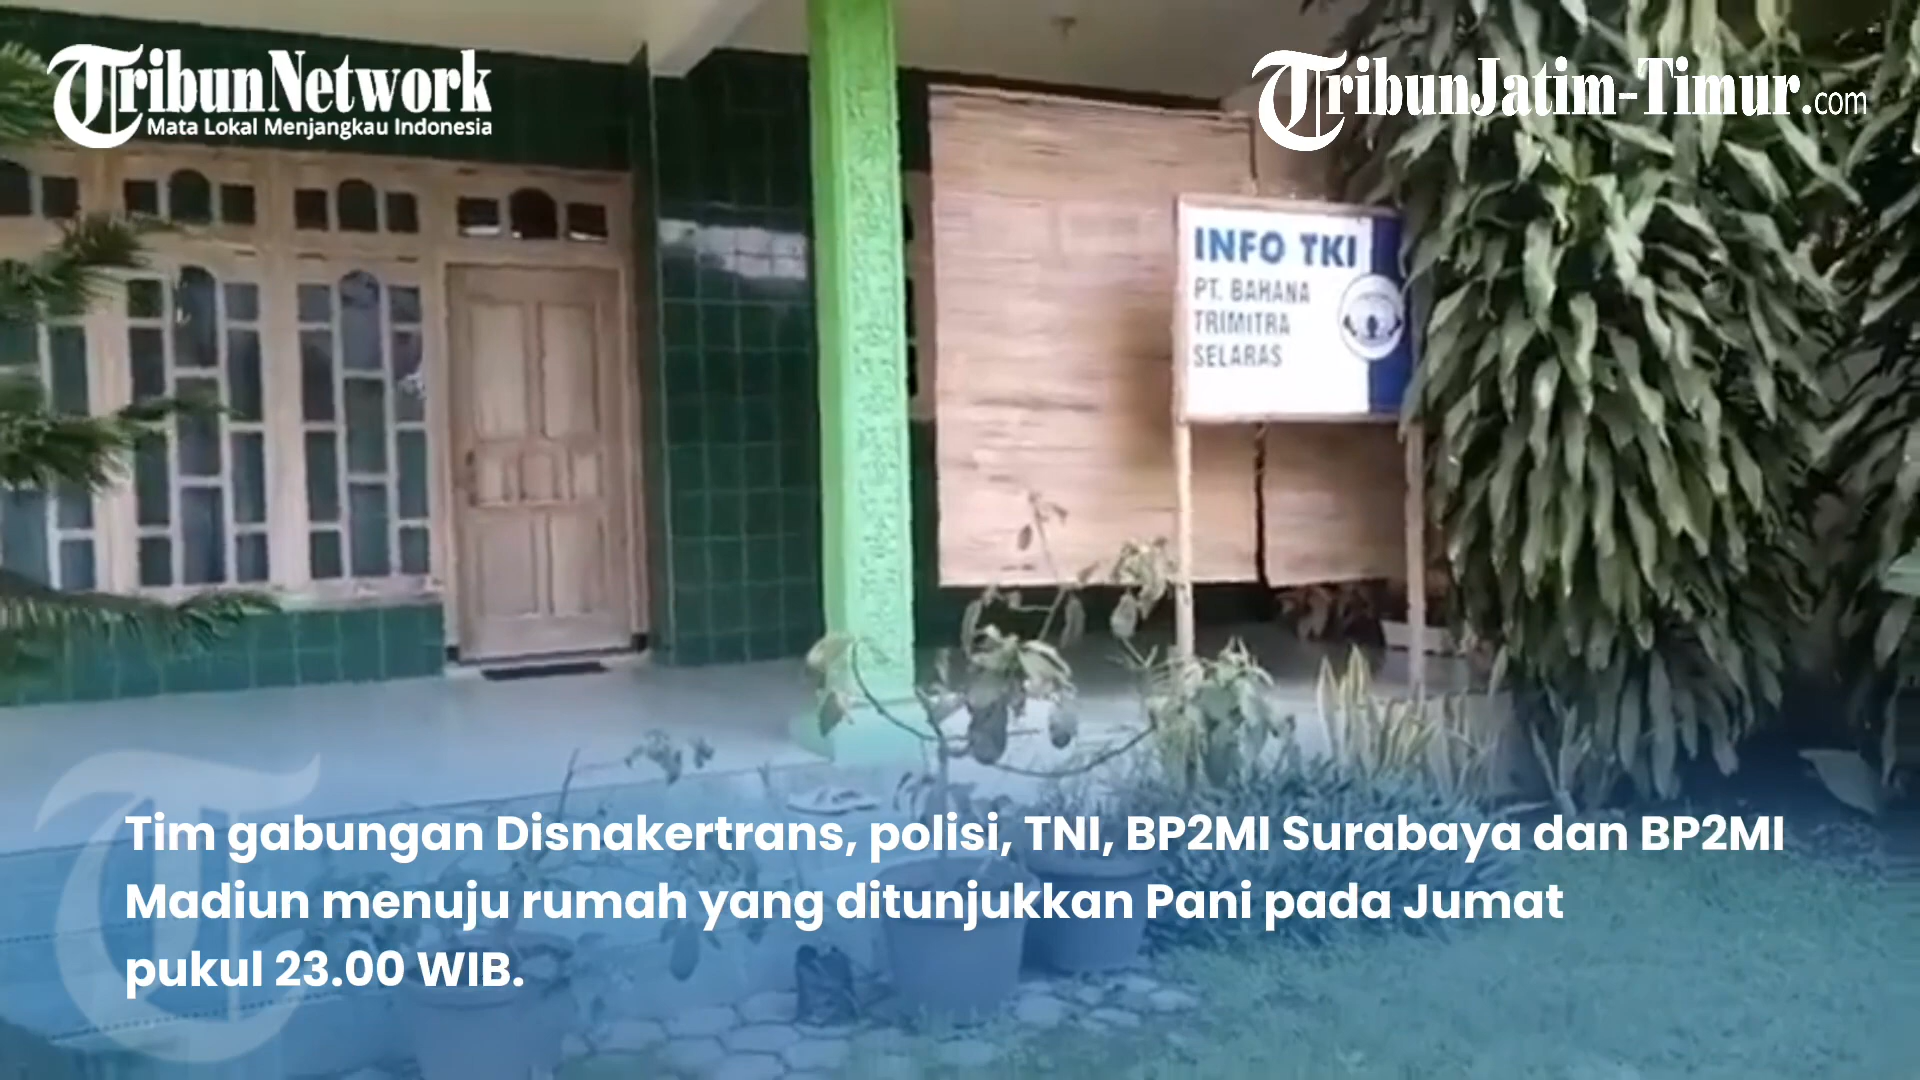 TribunNetwork
Mata Lokal Menjangkau Indonesia
TribunJatim-Timur.com
INFO TKI
PT. BAHANA
TRIMITRA
SELARAS
Tim gabungan Disnakertrans, polisi, TNI, BP2MI Surabaya dan BP2MI
Madiun menuju rumah yang ditunjukkan Pani pada Jumat
pukul 23.00 WIB.